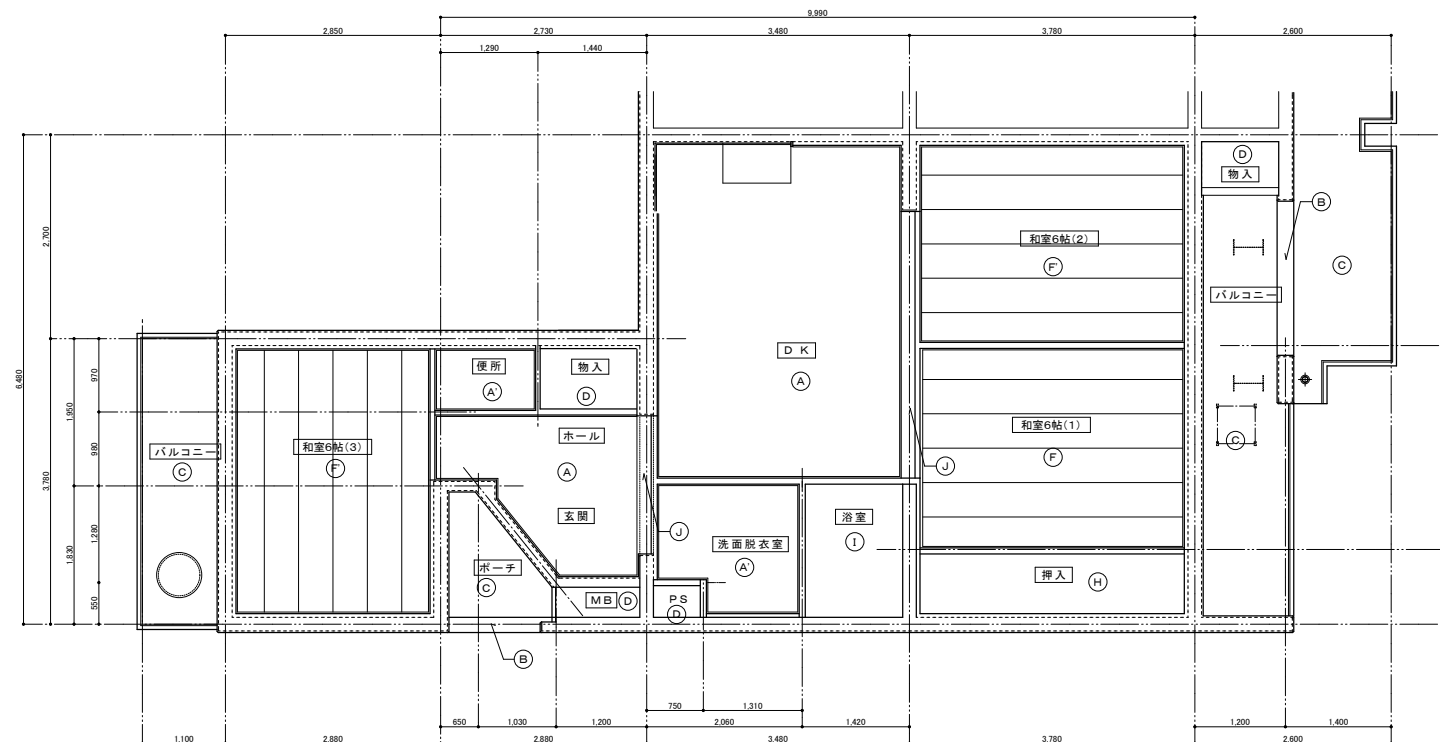 9,990
2,850 2,730 3,480 3,780 2,600
1,290 1,440
D
物入
B
和室6帖(2)
F'
C
2,700
バルコニー
6,480
DK
A
970
便所
A'
物入
D
1,950
和室6帖(1)
F
ホール
C
980
バルコニー
C
和室6帖(3)
F'
A
J
3,780
玄関
浴室
I
J
洗面脱衣室
A'
1,280
1,830
ポーチ
C
押入
H
MB D
PS
D
550
B
750 1,310
650 1,030 1,200 2,060 1,420 1,200 1,400
1,100 2,880 2,880 3,480 3,780 2,600